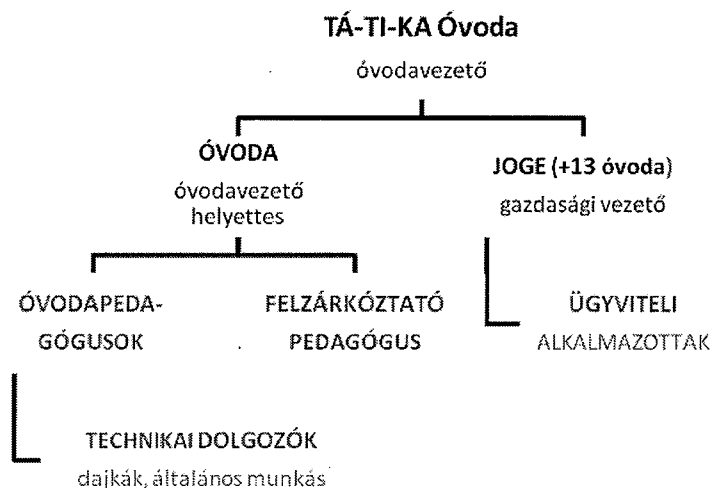 TÁ-TI-KA Óvoda
óvodavezető
ÓVODA
óvodavezető
helyettes
JOGE (+13 óvoda)
gazdasági vezető
ÓVODAPEDA-
GÓGUSOK
FELZÁRKÓZTATÓ
PEDAGÓGUS
ÜGYVITELI
ALKALMAZOTTAK
TECHNIKAI DOLGOZÓK
dajkák, általános munkás